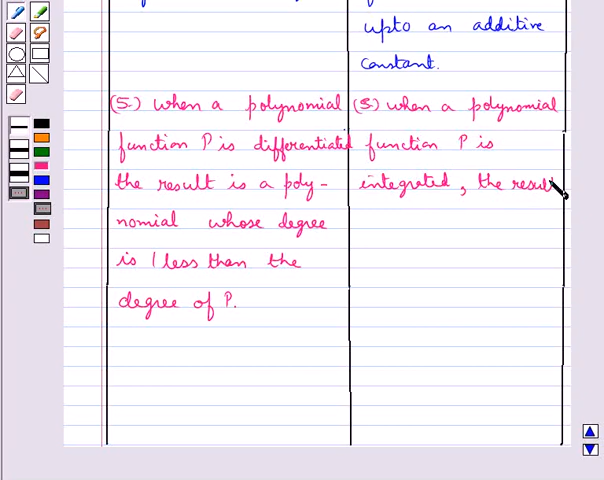 upto an additive
constant.
(5) when a polynomial
function P is differentiated
the result is a poly-
nomial whose degree
is 1 less than the
degree of P.
(5) when a polynomial
function P is
integrated, the result